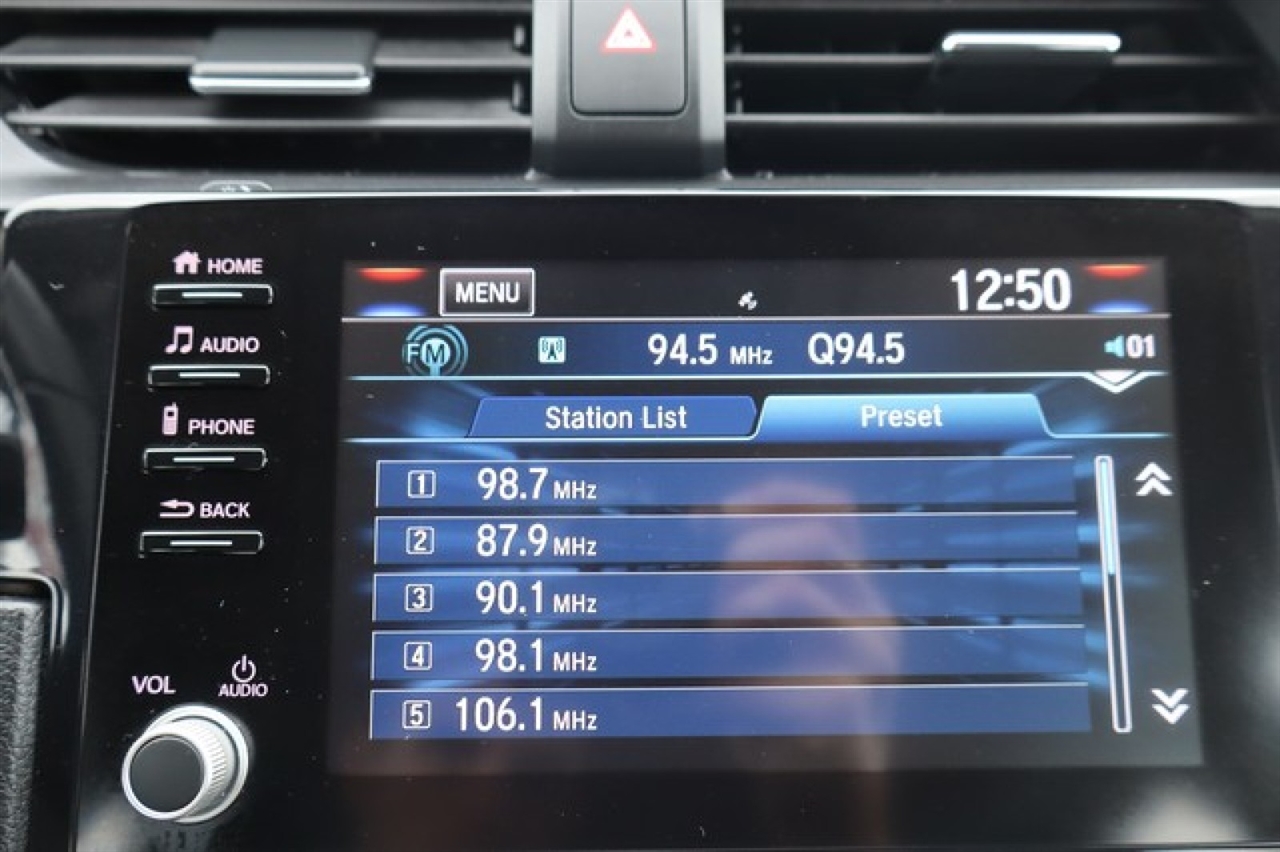 HOME
AUDIO
PHONE
BACK
VOL
AUDIO
MENU
12:50
FM 94.5 MHz Q94.5 01
Station List Preset
1 98.7 MHz
2 87.9 MHz
3 90.1 MHz
4 98.1 MHz
5 106.1 MHz